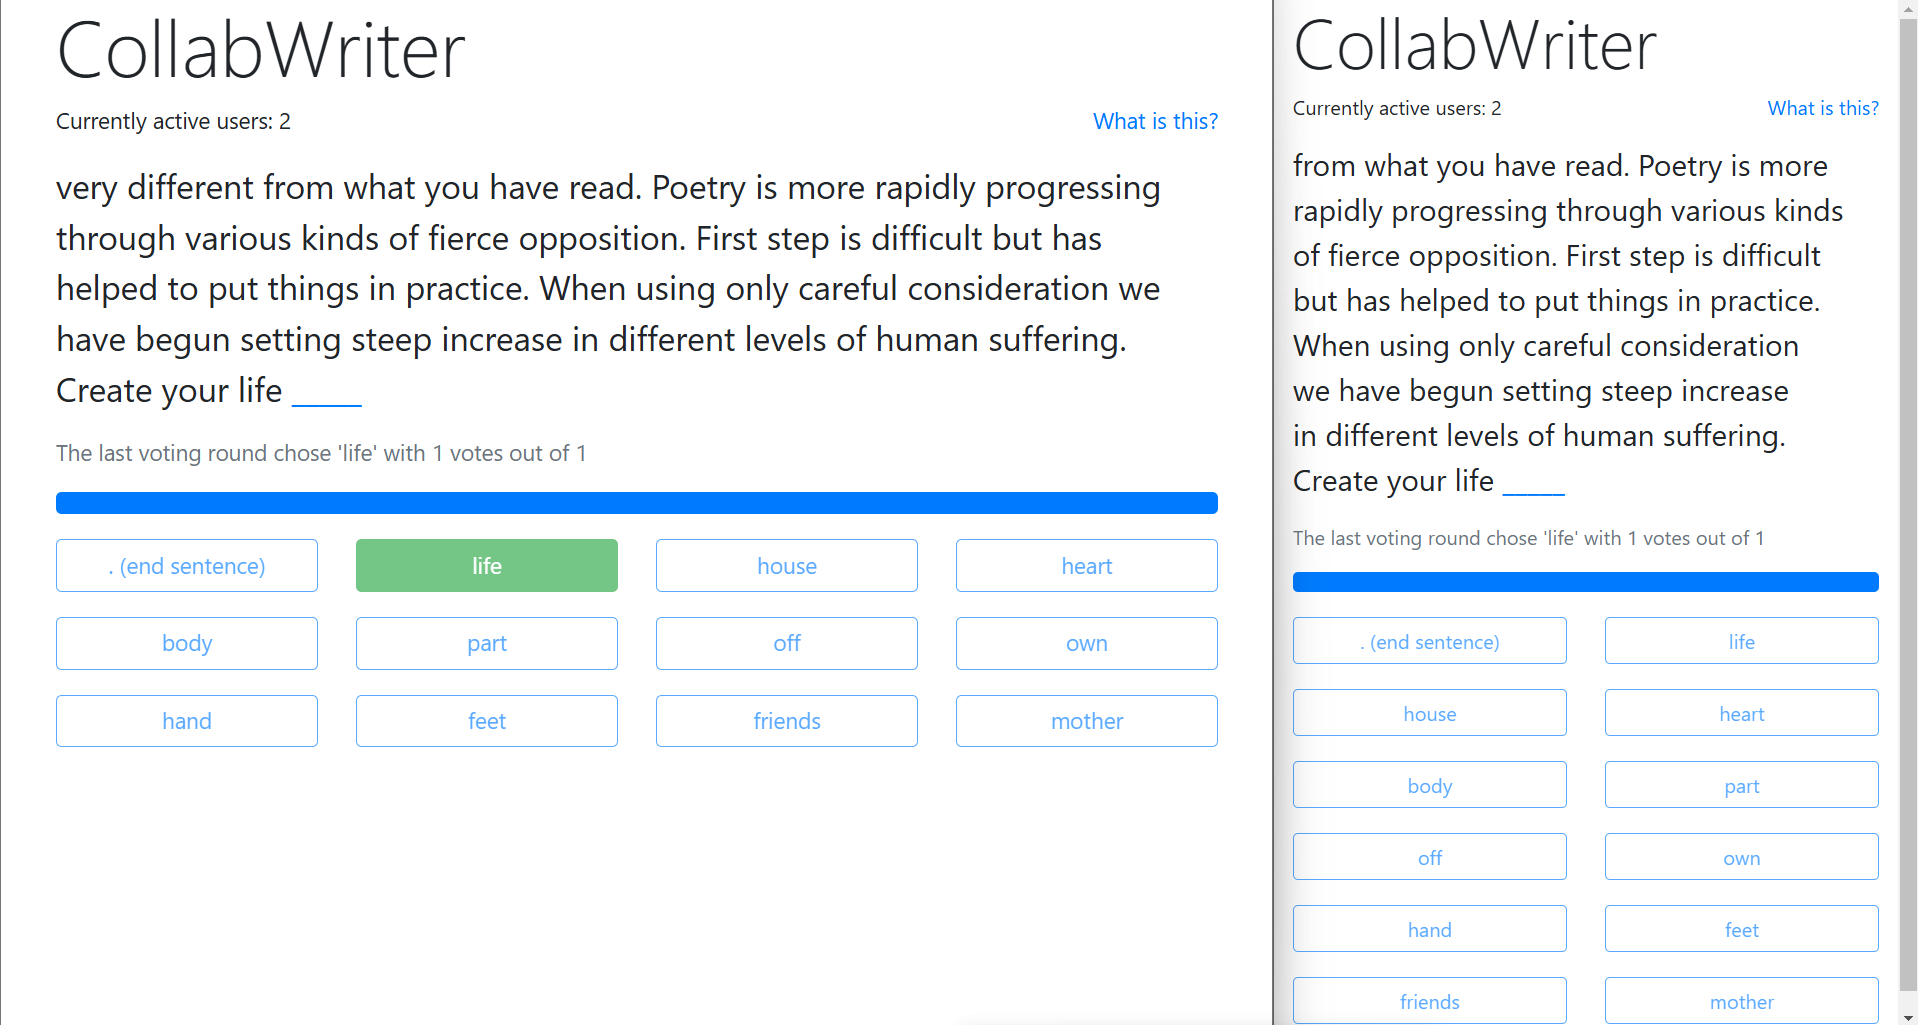 CollabWriter
Currently active users: 2
What is this?
very different from what you have read. Poetry is more rapidly progressing
through various kinds of fierce opposition. First step is difficult but has
helped to put things in practice. When using only careful consideration we
have begun setting steep increase in different levels of human suffering.
Create your life _____
The last voting round chose 'life' with 1 votes out of 1
. (end sentence)
life
house
heart
body
part
off
own
hand
feet
friends
mother
CollabWriter
Currently active users: 2
What is this?
from what you have read. Poetry is more
rapidly progressing through various kinds
of fierce opposition. First step is difficult
but has helped to put things in practice.
When using only careful consideration
we have begun setting steep increase
in different levels of human suffering.
Create your life _____
The last voting round chose 'life' with 1 votes out of 1
. (end sentence)
life
house
heart
body
part
off
own
hand
feet
friends
mother